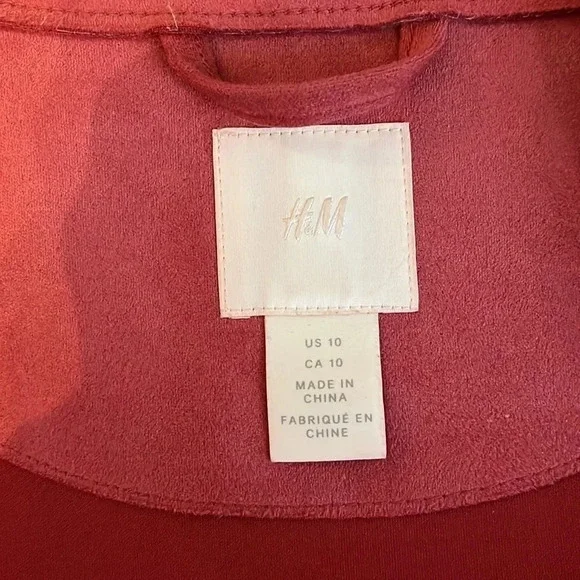 H&M
US 10
CA 10
MADE IN
CHINA
FABRIQUÉ EN
CHINE